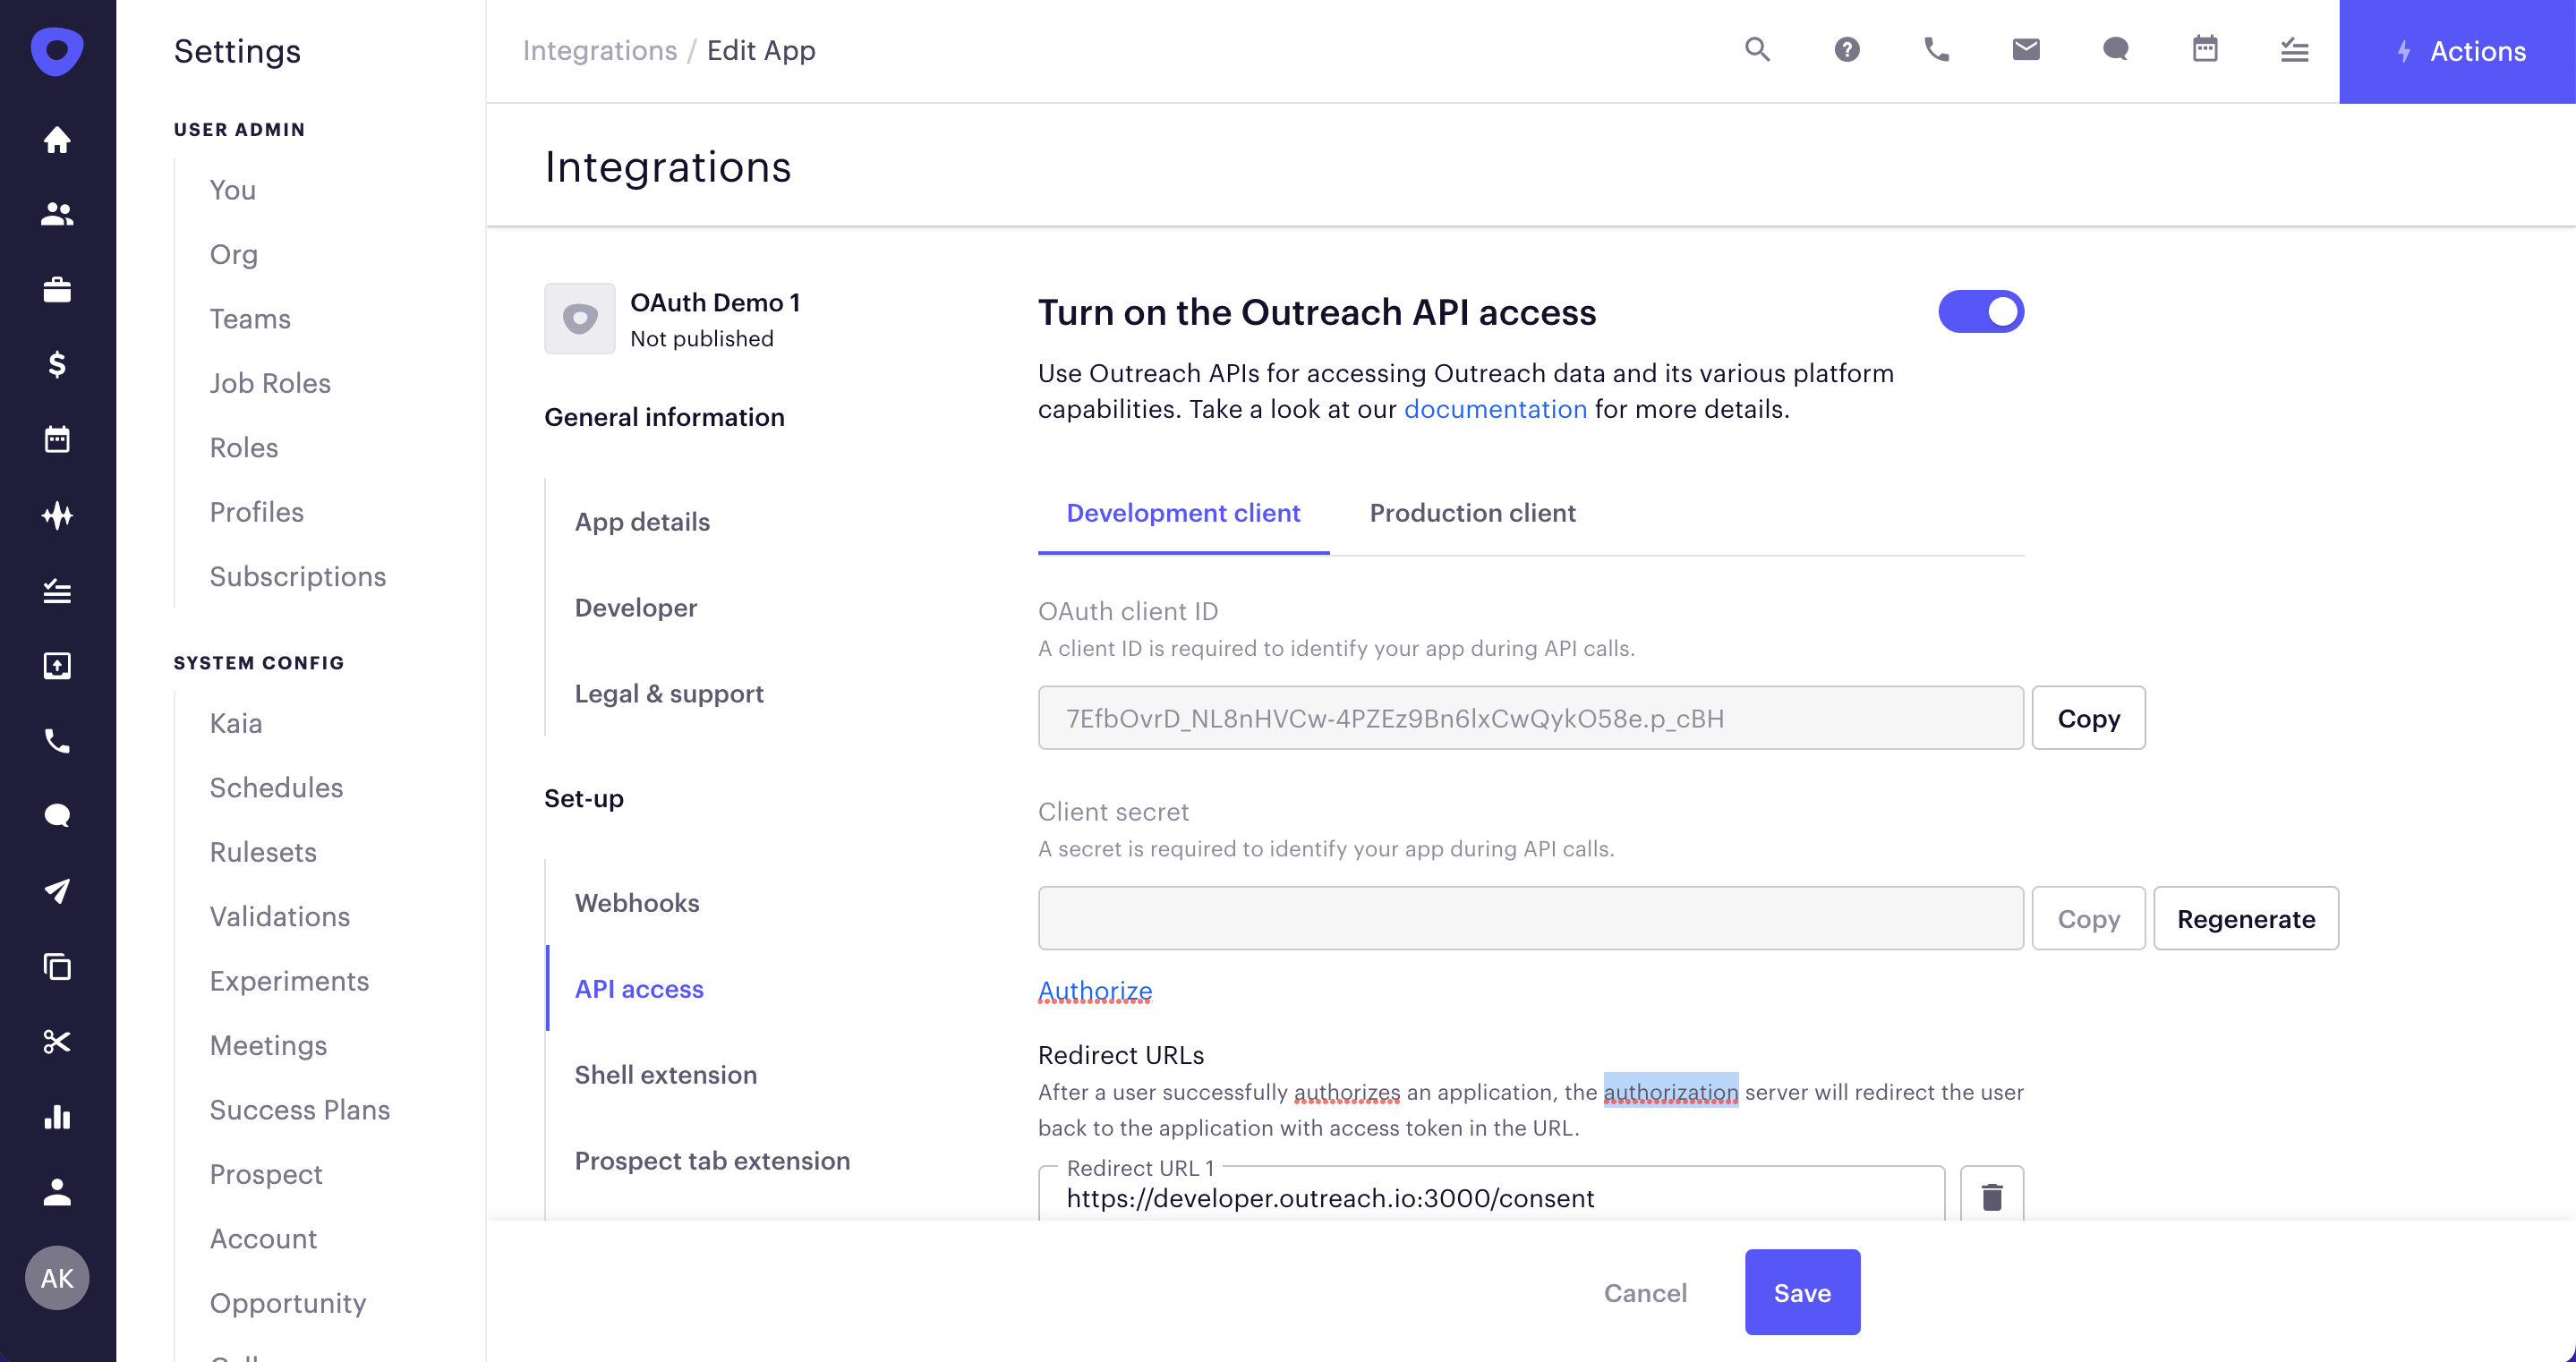 Settings
USER ADMIN
You
Org
Teams
Job Roles
Roles
Profiles
Subscriptions
SYSTEM CONFIG
Kaia
Schedules
Rulesets
Validations
Experiments
Meetings
Success Plans
Prospect
Account
Opportunity
AK
Integrations / Edit App
Actions
Integrations
OAuth Demo 1
Not published
General information
App details
Developer
Legal & support
Set-up
Webhooks
API access
Shell extension
Prospect tab extension
Turn on the Outreach API access
Use Outreach APIs for accessing Outreach data and its various platform
capabilities. Take a look at our documentation for more details.
Development client
Production client
OAuth client ID
A client ID is required to identify your app during API calls.
7EfbOvrD_NL8nHVCw-4PZEz9Bn6lxCwQykO58e.p_cBH
Copy
Client secret
A secret is required to identify your app during API calls.
Copy
Regenerate
Authorize
Redirect URLs
After a user successfully authorizes an application, the authorization server will redirect the user
back to the application with access token in the URL.
Redirect URL 1
https://developer.outreach.io:3000/consent
Cancel
Save